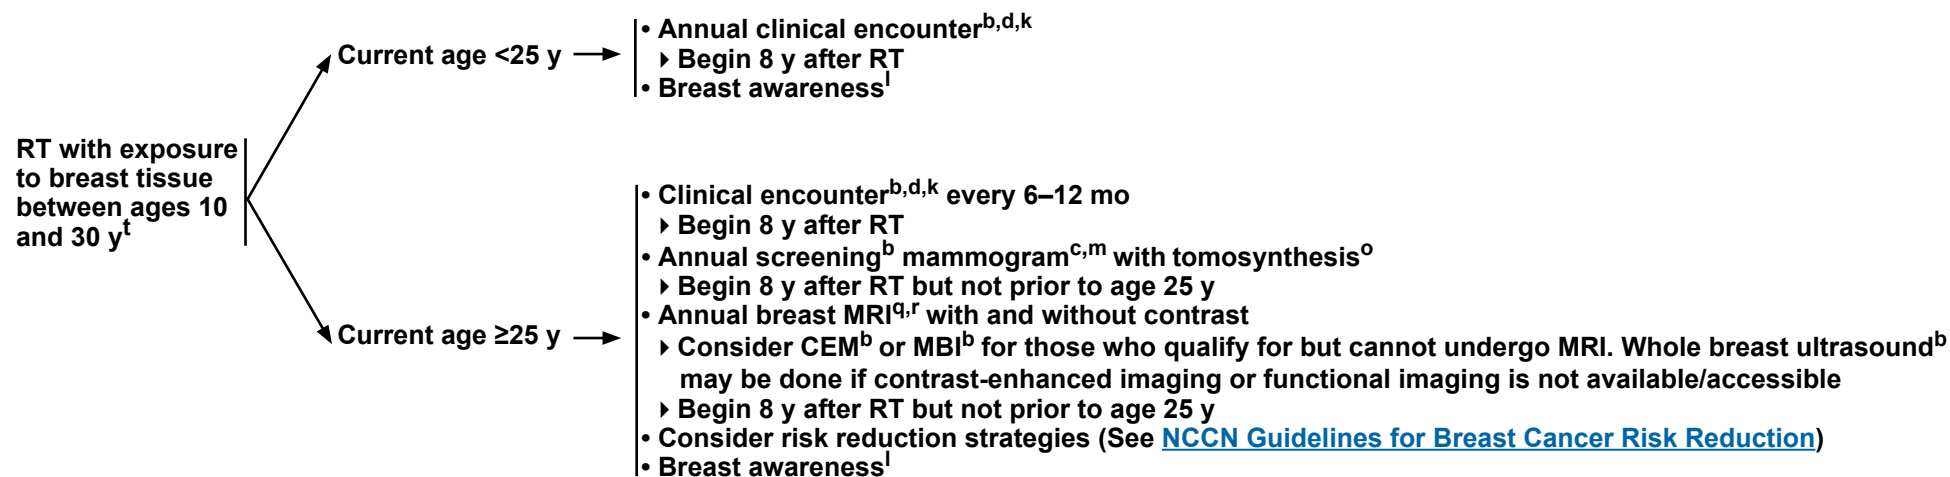 RT with exposure
to breast tissue
between ages 10
and 30 yᵗ
Current age <25 y
• Annual clinical encounterᵇ,ᵈ,ᵏ
▸ Begin 8 y after RT
• Breast awarenessˡ
Current age ≥25 y
• Clinical encounterᵇ,ᵈ,ᵏ every 6–12 mo
▸ Begin 8 y after RT
• Annual screeningᵇ mammogramᶜ,ᵐ with tomosynthesisᵒ
▸ Begin 8 y after RT but not prior to age 25 y
• Annual breast MRI^q,r with and without contrast
▸ Consider CEMᵇ or MBIᵇ for those who qualify for but cannot undergo MRI. Whole breast ultrasoundᵇ
may be done if contrast-enhanced imaging or functional imaging is not available/accessible
▸ Begin 8 y after RT but not prior to age 25 y
• Consider risk reduction strategies (See NCCN Guidelines for Breast Cancer Risk Reduction)
• Breast awarenessˡ